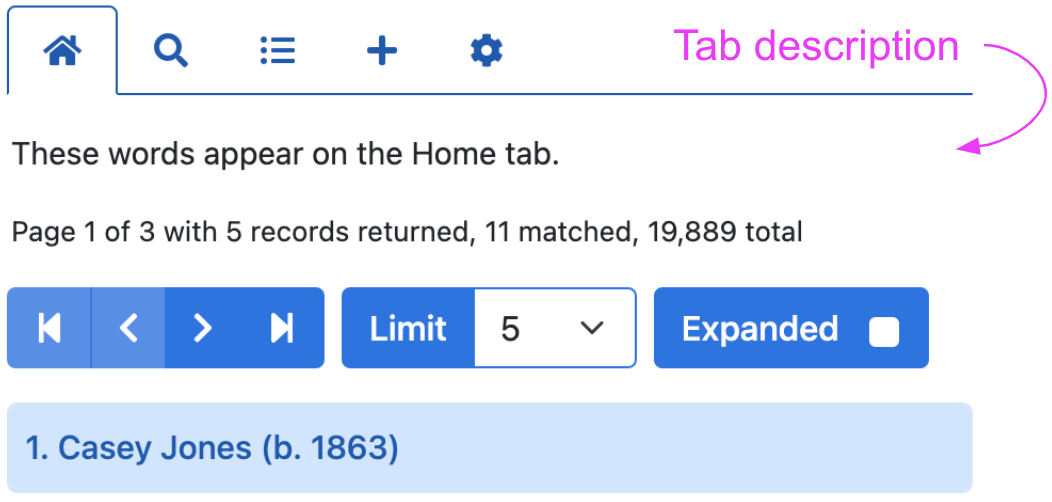 Tab description
These words appear on the Home tab.
Page 1 of 3 with 5 records returned, 11 matched, 19,889 total
Limit 5 Expanded
1. Casey Jones (b. 1863)